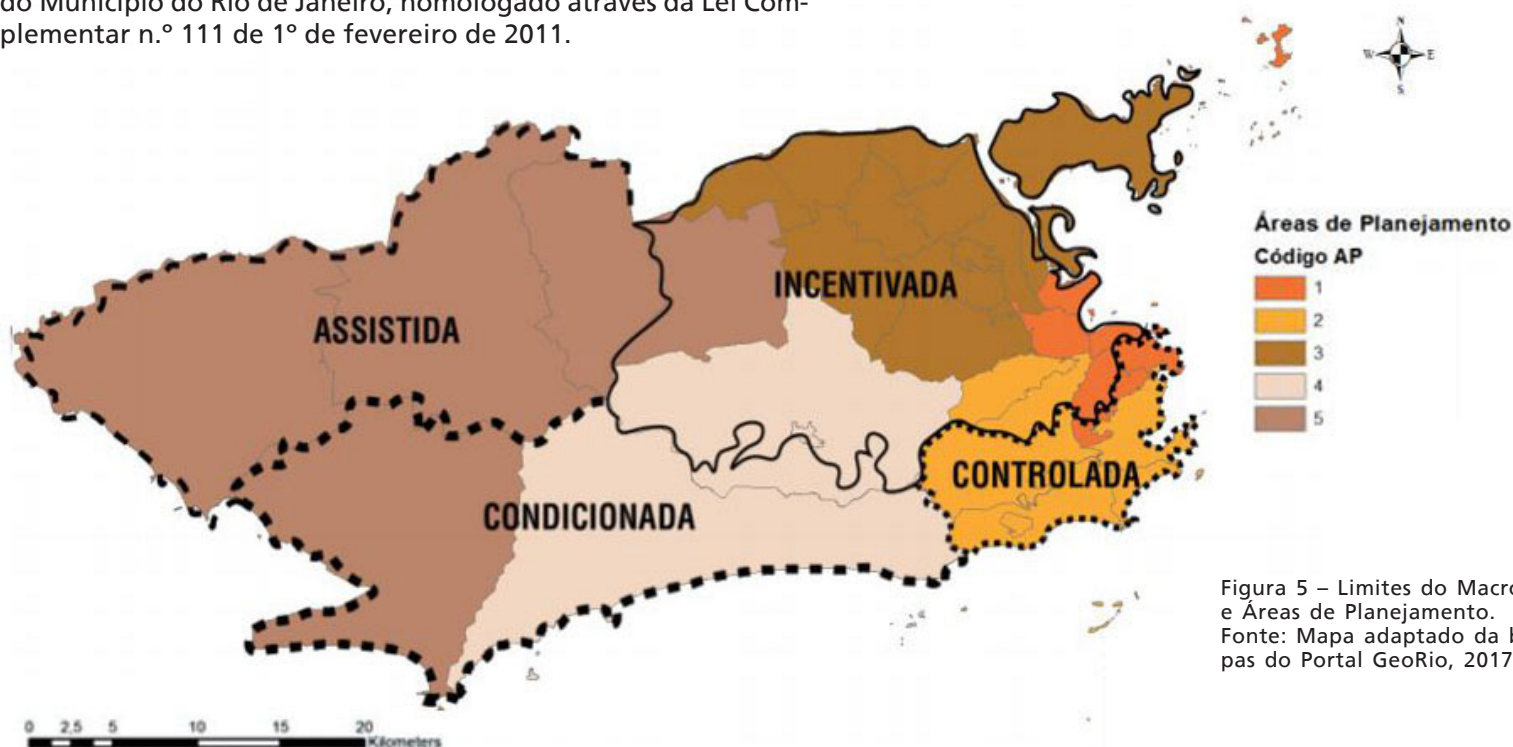 do Município do Rio de Janeiro, homologado através da Lei Com-
plementar n.º 111 de 1º de fevereiro de 2011.
N
W E
S
Áreas de Planejamento
Código AP
1
2
3
4
5
INCENTIVADA
ASSISTIDA
CONTROLADA
CONDICIONADA
Figura 5 – Limites do Macro
e Áreas de Planejamento.
Fonte: Mapa adaptado da b
pas do Portal GeoRio, 2017
0 2,5 5 10 15 20
Kilometers